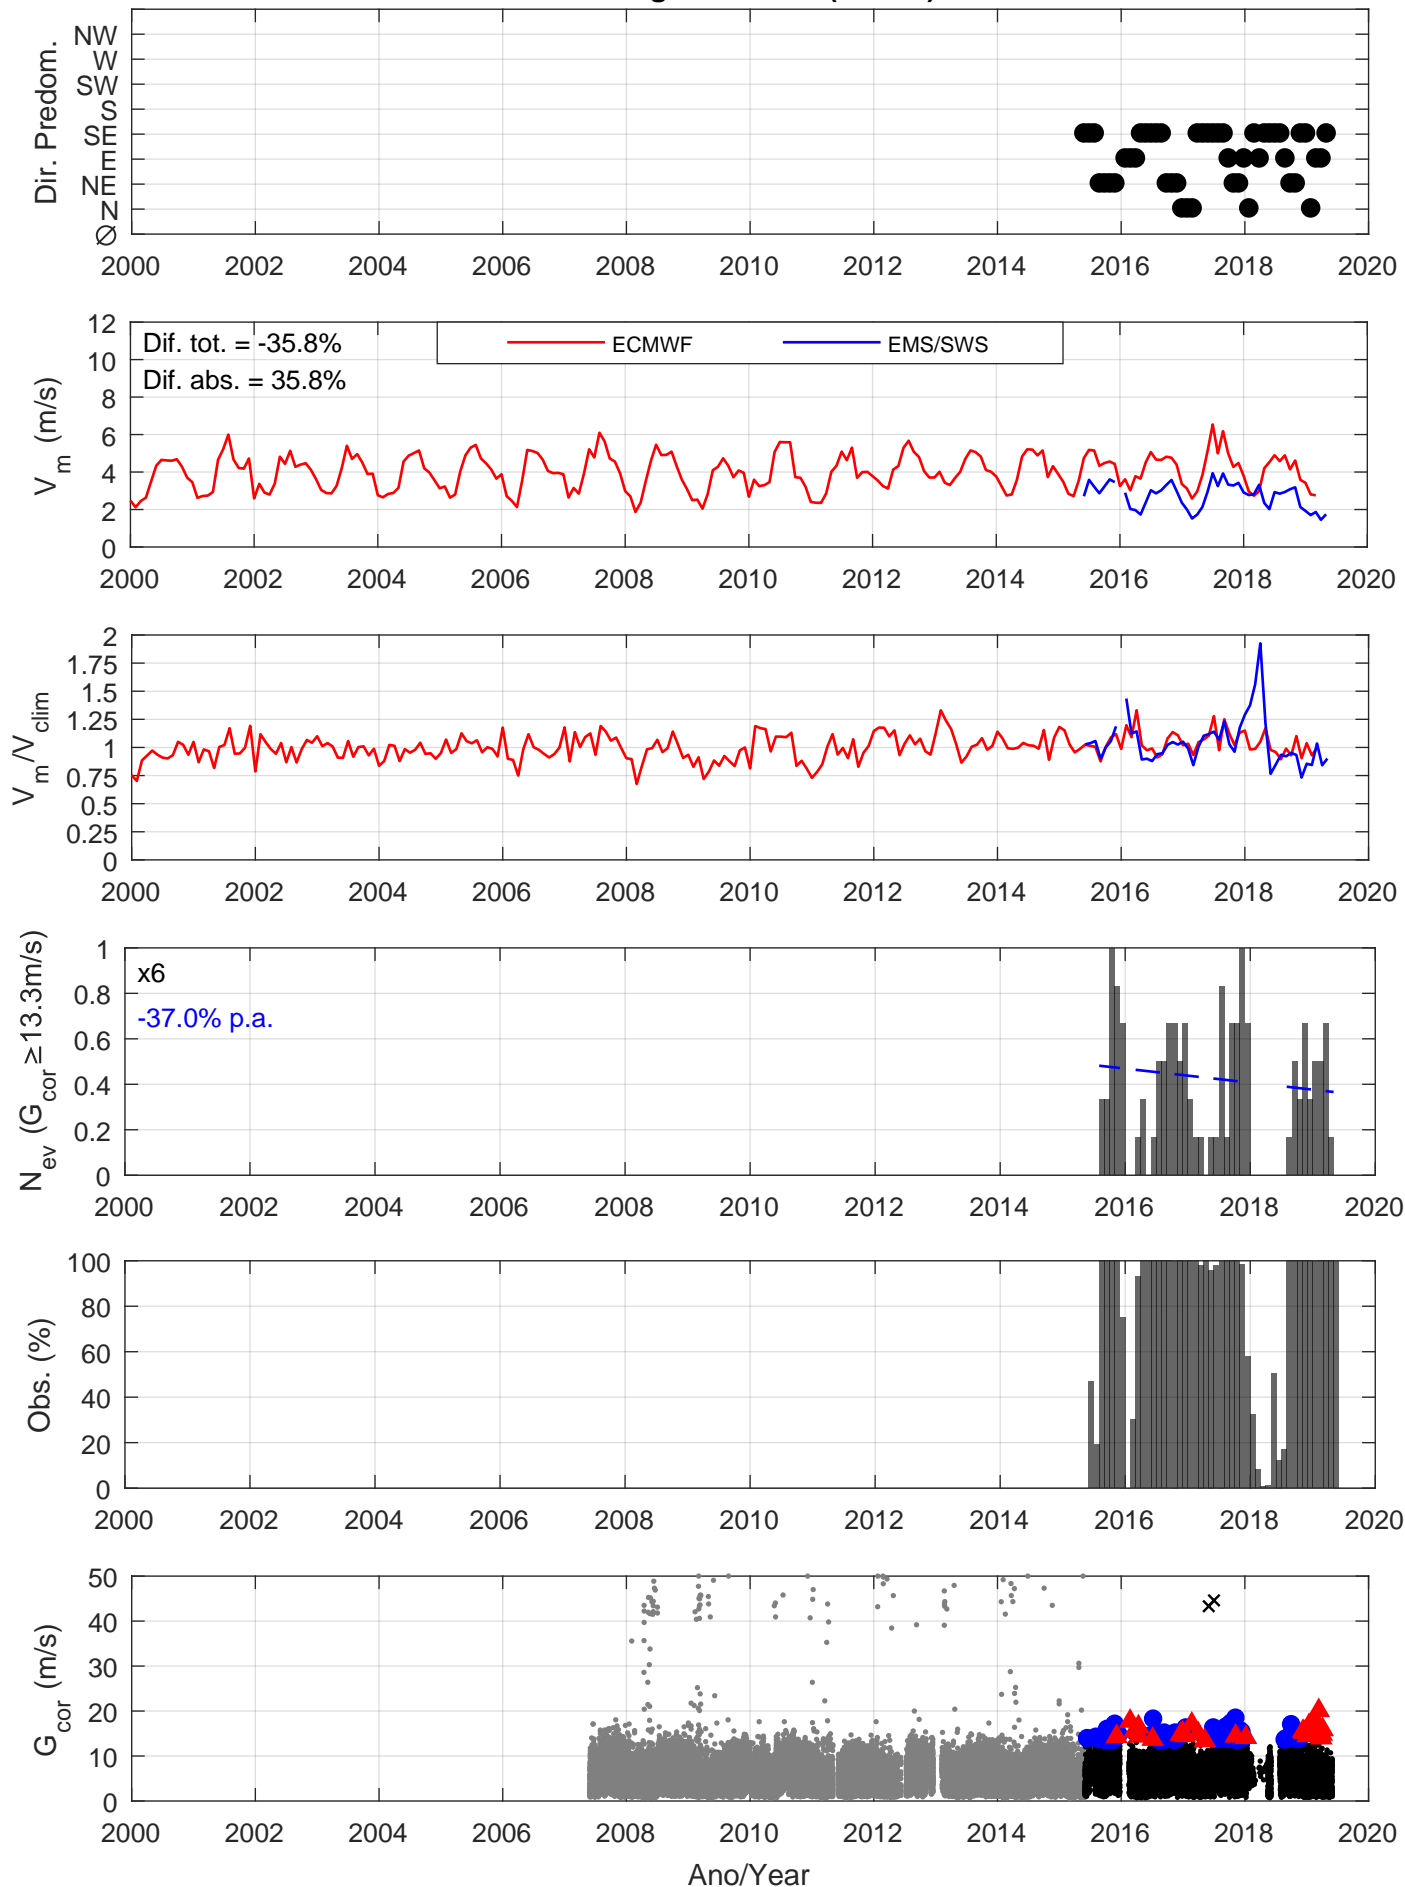 NW
W
SW
S
SE
E
NE
N
Ø
Dir. Predom.
2000 2002 2004 2006 2008 2010 2012 2014 2016 2018 2020
12
10
8
6
4
2
0
V_m (m/s)
Dif. tot. = -35.8%
Dif. abs. = 35.8%
ECMWF EMS/SWS
2000 2002 2004 2006 2008 2010 2012 2014 2016 2018 2020
2
1.75
1.5
1.25
1
0.75
0.5
0.25
0
V_m/V_clim
2000 2002 2004 2006 2008 2010 2012 2014 2016 2018 2020
1
0.8
0.6
0.4
0.2
0
N_ev (G_cor ≥13.3m/s)
x6
-37.0% p.a.
2000 2002 2004 2006 2008 2010 2012 2014 2016 2018 2020
100
80
60
40
20
0
Obs. (%)
2000 2002 2004 2006 2008 2010 2012 2014 2016 2018 2020
50
40
30
20
10
0
G_cor (m/s)
2000 2002 2004 2006 2008 2010 2012 2014 2016 2018 2020
Ano/Year